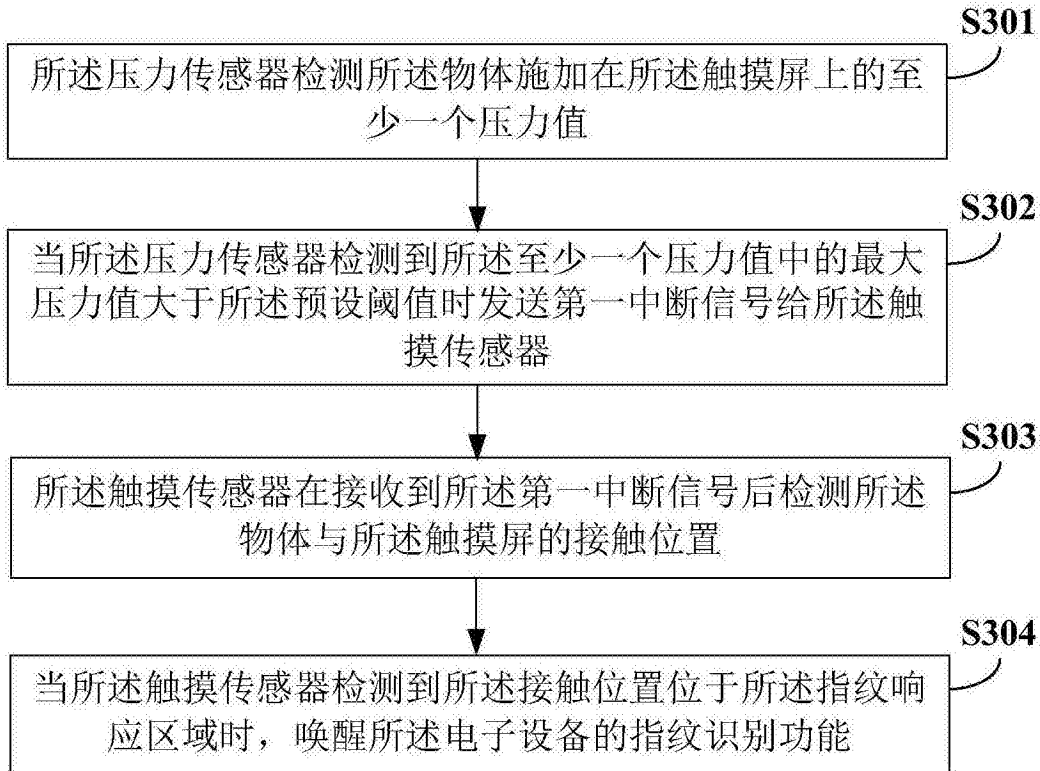 S301
所述压力传感器检测所述物体施加在所述触摸屏上的至
少一个压力值
S302
当所述压力传感器检测到所述至少一个压力值中的最大
压力值大于所述预设阈值时发送第一中断信号给所述触
摸传感器
S303
所述触摸传感器在接收到所述第一中断信号后检测所述
物体与所述触摸屏的接触位置
S304
当所述触摸传感器检测到所述接触位置位于所述指纹响
应区域时，唤醒所述电子设备的指纹识别功能